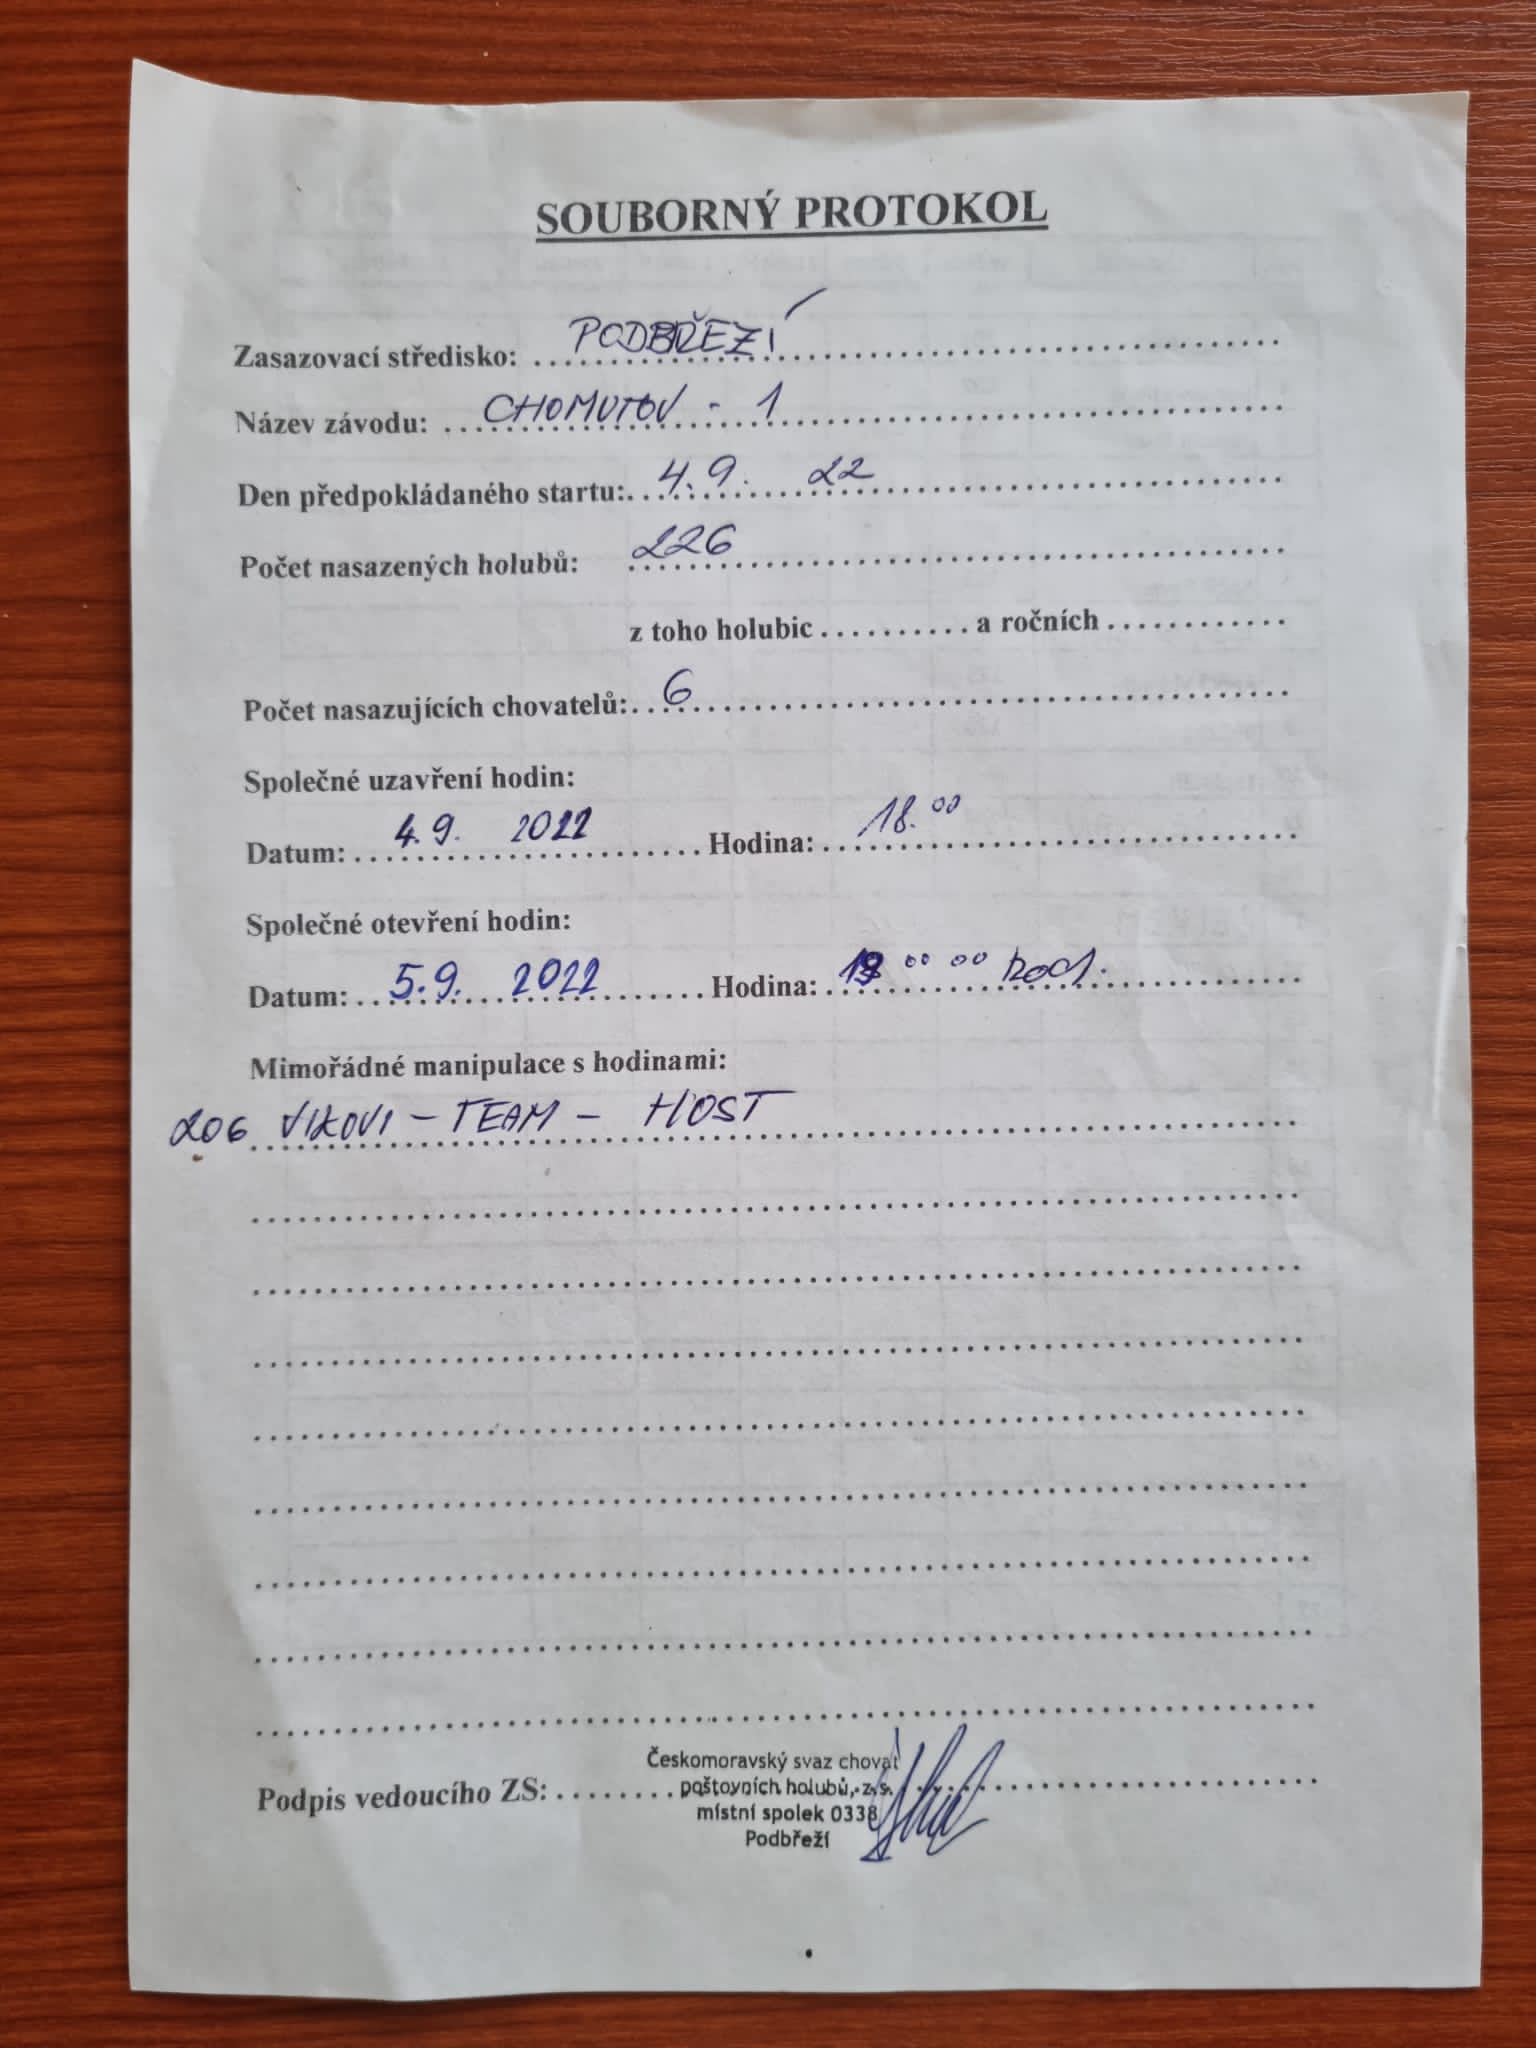 SOUBORNÝ PROTOKOL
Zasazovací středisko: PODBŘEZÍ
Název závodu: CHOMUTOV - 1
Den předpokládaného startu: 4.9. 22
Počet nasazených holubů: 226
z toho holubic .......... a ročních ............
Počet nasazujících chovatelů: 6
Společné uzavření hodin:
Datum: 4.9. 2022 Hodina: 18.00
Společné otevření hodin:
Datum: 5.9. 2022 Hodina: 00 00
Mimořádné manipulace s hodinami:
206 - TEAM - HOST
Českomoravský svaz chovat
Podpis vedoucího ZS: poštovních holubů, z.s.
místní spolek 0338
Podbřeží